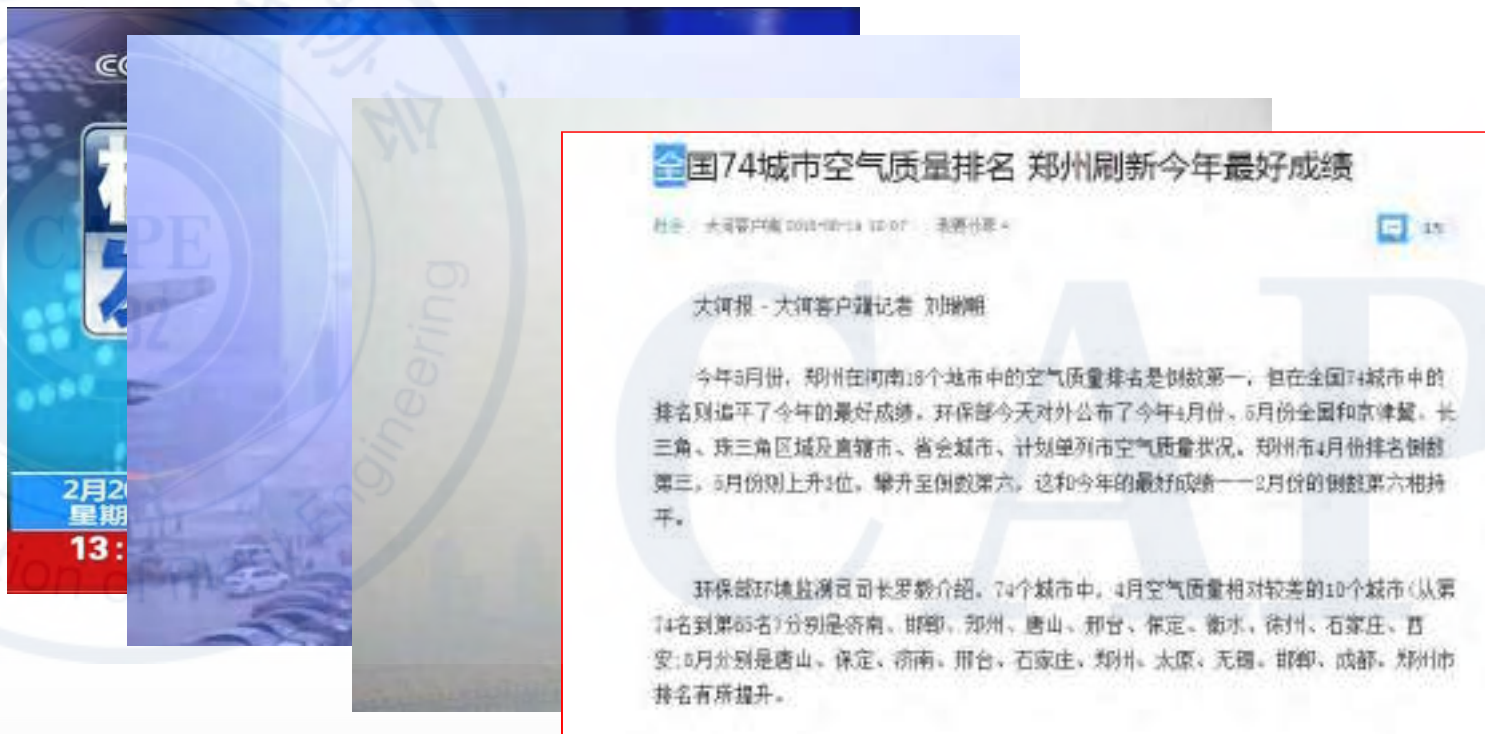 全国74城市空气质量排名 郑州刷新今年最好成绩
大河报 - 大河客户端记者
今年5月份，郑州在河南18个地市中的空气质量排名是倒数第一，但在全国74城市中的
排名则追平了今年的最好成绩。环保部今天对外公布了今年4月份、5月份全国和京津冀、长
三角、珠三角区域及直辖市、省会城市、计划单列市空气质量状况。郑州市4月份排名倒数
第三，5月份则上升3位，攀升至倒数第六，这和今年的最好成绩——2月份的倒数第六相持
平。
环保部环境监测司司长罗毅介绍，74个城市中，4月空气质量相对较差的10个城市(从第
74名到第65名)分别是济南、邯郸、郑州、唐山、邢台、保定、衡水、徐州、石家庄、西
安;5月分别是唐山、保定、济南、邢台、石家庄、郑州、太原、无锡、邯郸、成都。郑州市
排名有所提升。
2月2
星期
13:
CAPE
Engineering
CAP